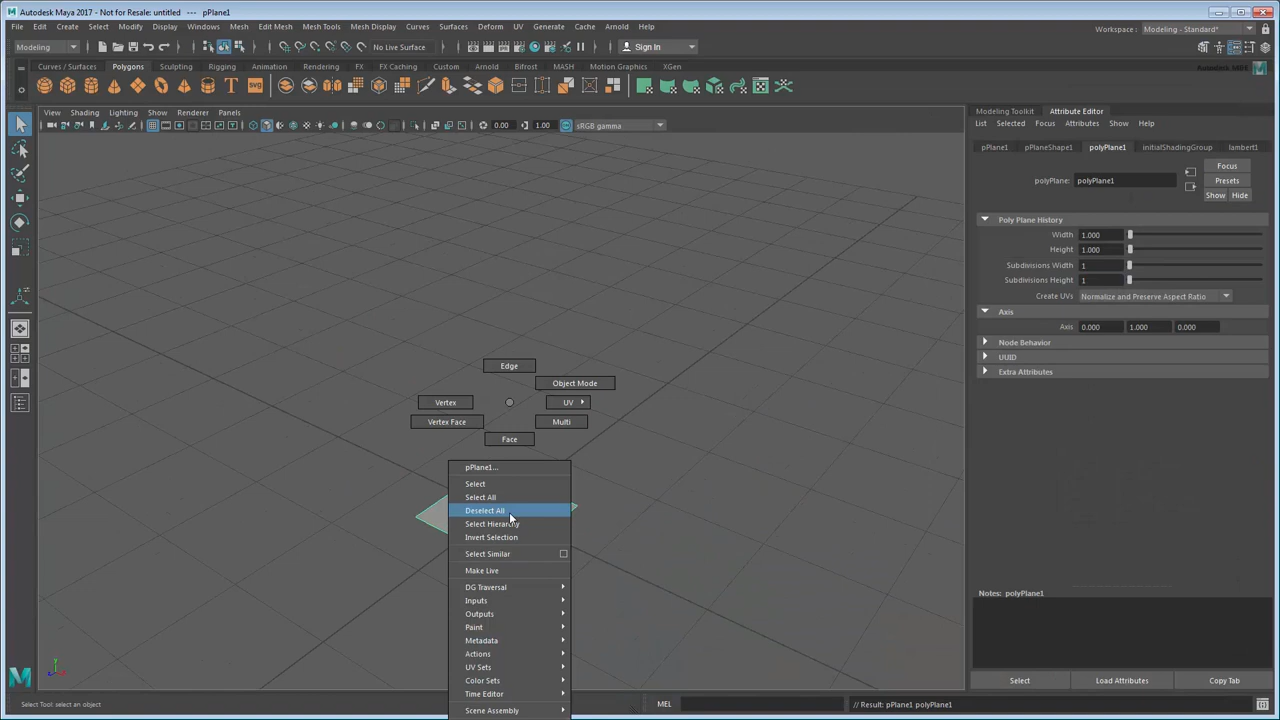 Autodesk Maya 2017 - Not for Resale: untitled --- pPlane1
File Edit Create Select Modify Display Windows Mesh Edit Mesh Mesh Tools Mesh Display Curves Surfaces Deform UV Generate Cache Arnold Help
Workspace : Modeling - Standard*
Modeling No Live Surface Sign In
Curves / Surfaces Polygons Sculpting Rigging Animation Rendering FX FX Caching Custom Arnold Bifrost MASH Motion Graphics XGen
View Shading Lighting Show Renderer Panels
0.00 1.00 sRGB gamma
Modeling Toolkit Attribute Editor
List Selected Focus Attributes Show Help
pPlane1 pPlaneShape1 polyPlane1 initialShadingGroup lambert1
Focus
polyPlane: polyPlane1 Presets
Show Hide
Poly Plane History
Width 1.000
Height 1.000
Subdivisions Width 1
Subdivisions Height 1
Create UVs Normalize and Preserve Aspect Ratio
Axis
Axis 0.000 1.000 0.000
Node Behavior
UUID
Extra Attributes
Edge
Object Mode
Vertex UV
Vertex Face Multi
Face
pPlane1...
Select
Select All
Deselect All
Select Hierarchy
Invert Selection
Select Similar
Make Live
DG Traversal
Inputs
Outputs
Paint
Metadata
Actions
UV Sets
Color Sets
Time Editor
Scene Assembly
Notes: polyPlane1
Select Load Attributes Copy Tab
Select Tool: select an object MEL // Result: pPlane1 polyPlane1